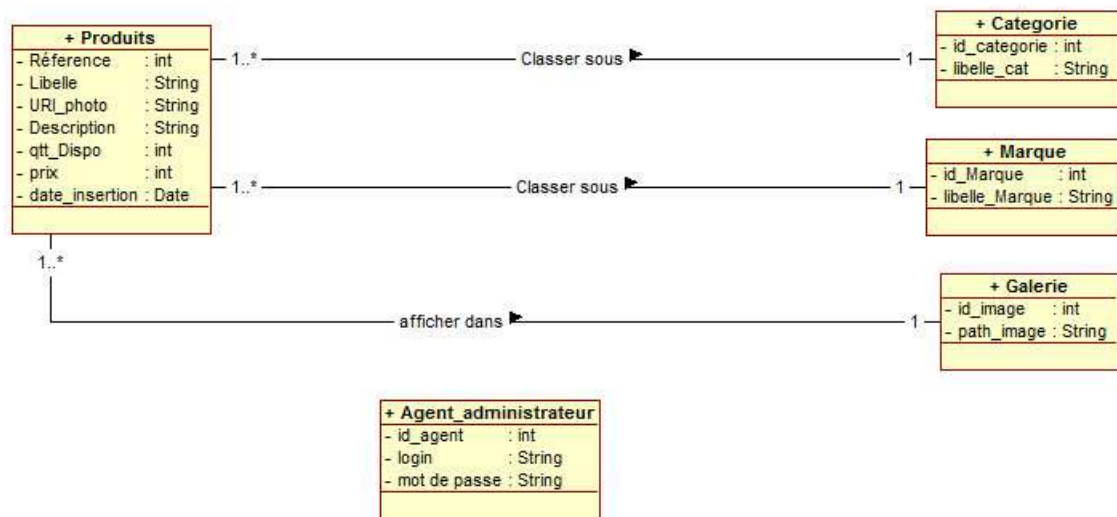 + Produits
- Réference : int
- Libelle : String
- URl_photo : String
- Description : String
- qtt_Dispo : int
- prix : int
- date_insertion : Date
1..*
Classer sous
1
+ Categorie
- id_categorie : int
- libelle_cat : String
1..*
Classer sous
1
+ Marque
- id_Marque : int
- libelle_Marque : String
1..*
afficher dans
1
+ Galerie
- id_image : int
- path_image : String
+ Agent_administrateur
- id_agent : int
- login : String
- mot de passe : String